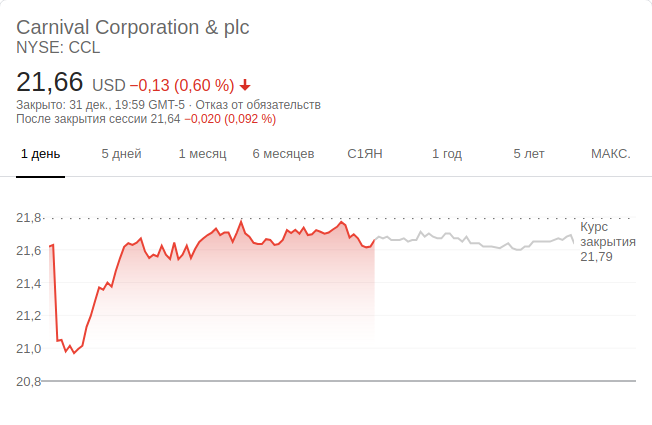 Carnival Corporation & plc
NYSE: CCL
21,66 USD −0,13 (0,60 %)
Закрыто: 31 дек., 19:59 GMT-5 · Отказ от обязательств
После закрытия сессии 21,64 −0,020 (0,092 %)
1 день 5 дней 1 месяц 6 месяцев С1ЯН 1 год 5 лет МАКС.
21,8
Курс
закрытия
21,79
21,6
21,4
21,2
21,0
20,8